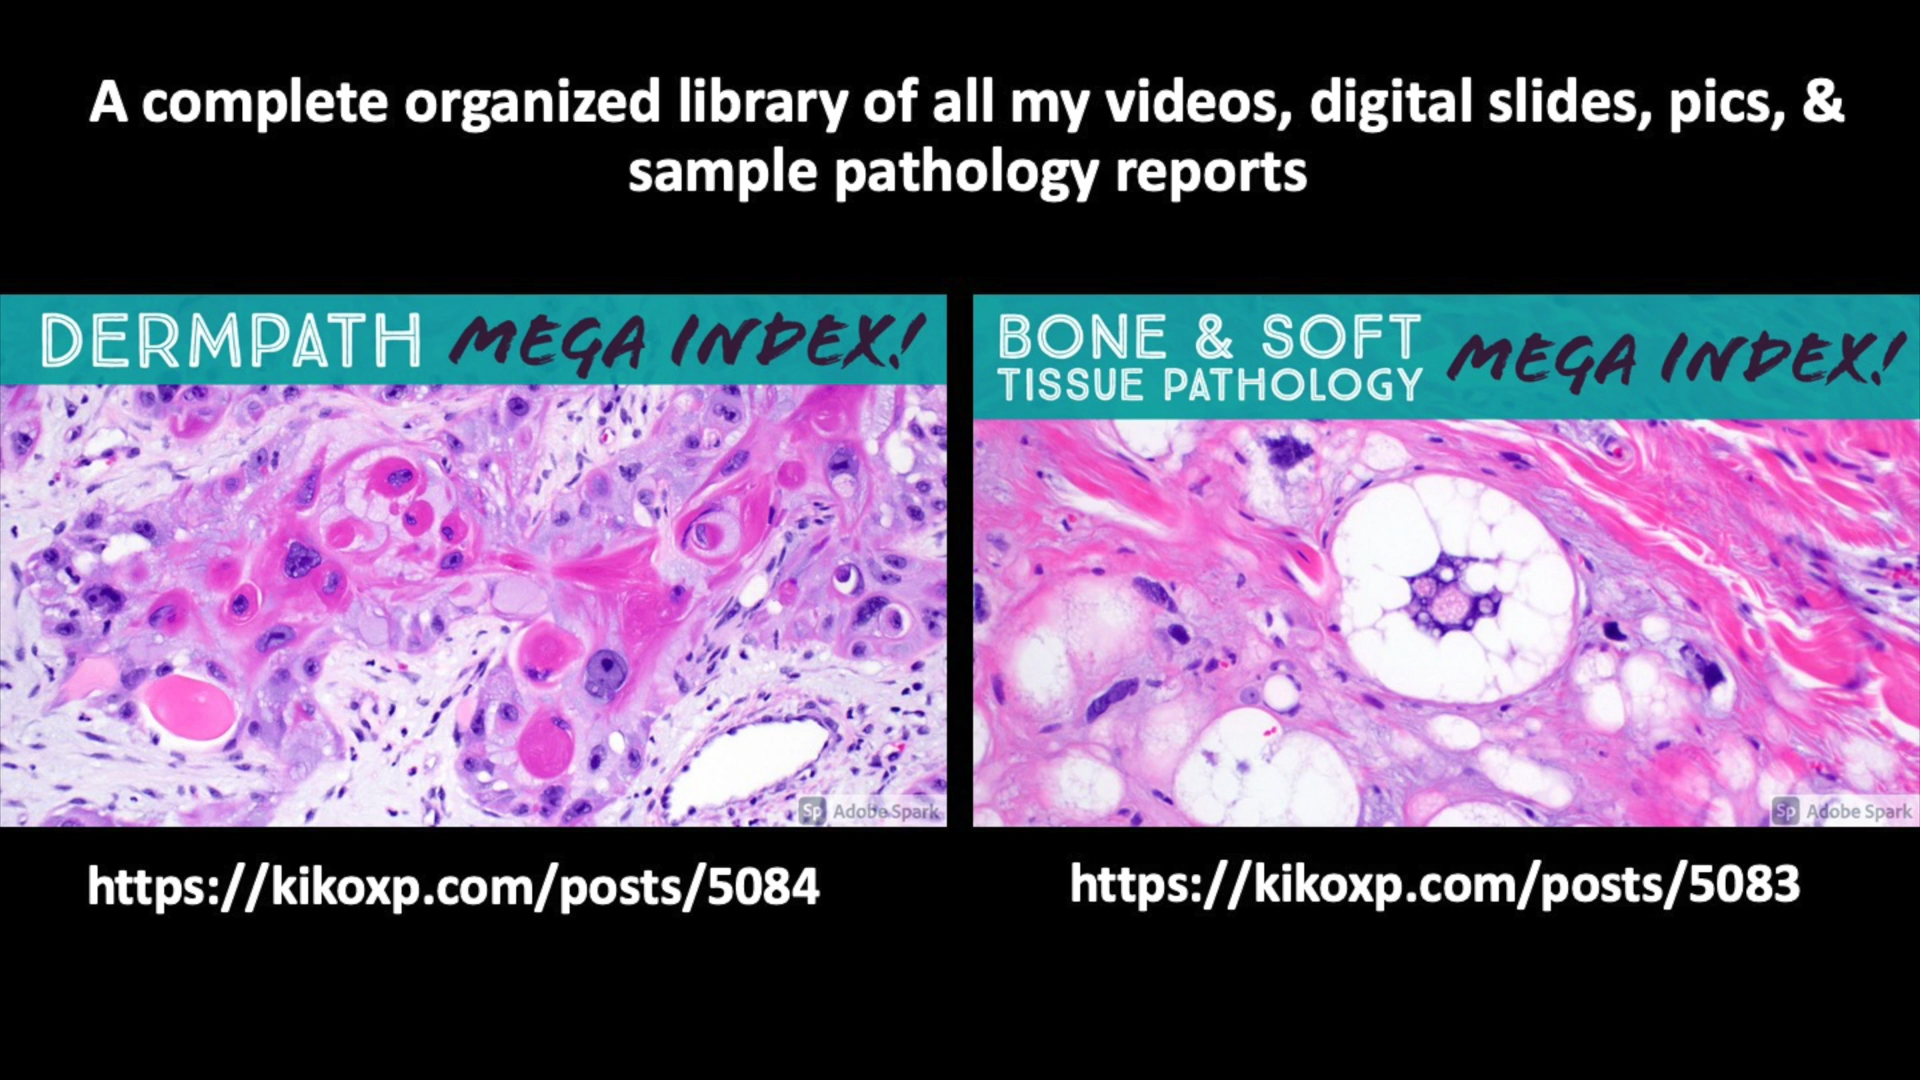 A complete organized library of all my videos, digital slides, pics, &
sample pathology reports
DERMPATH MEGA INDEX!
BONE & SOFT
TISSUE PATHOLOGY MEGA INDEX!
Sp Adobe Spark
Sp Adobe Spark
https://kikoxp.com/posts/5084
https://kikoxp.com/posts/5083